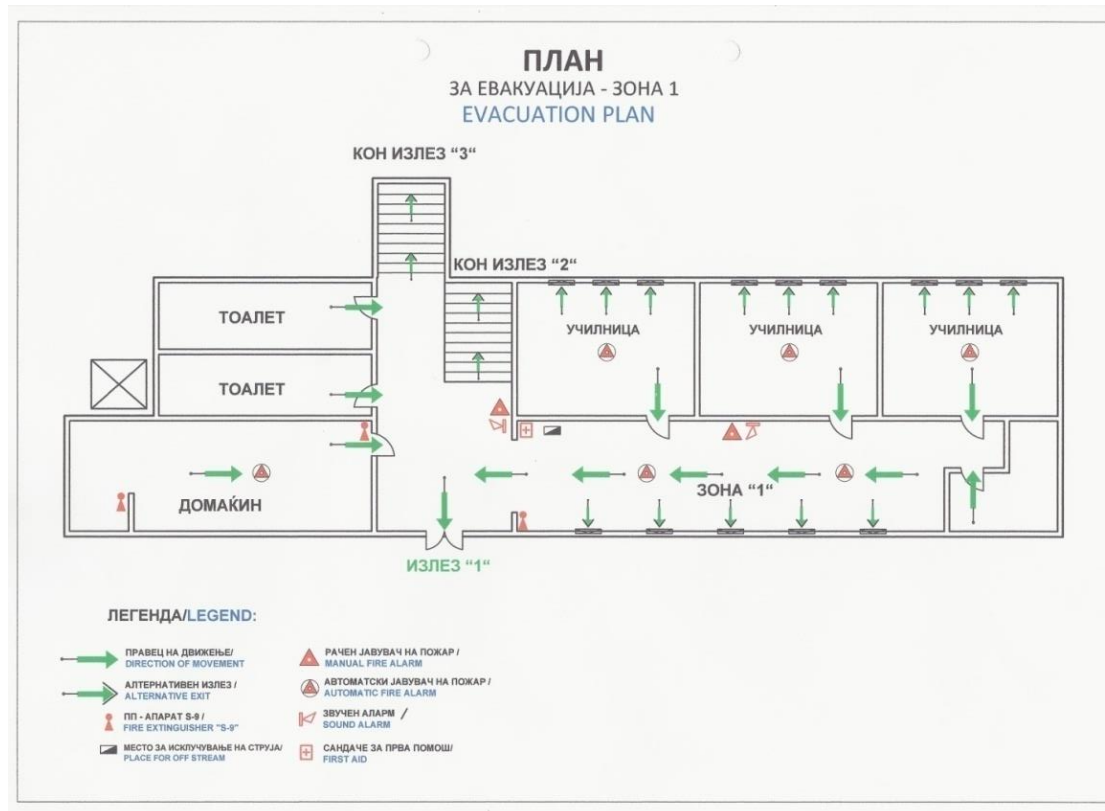 ПЛАН
ЗА ЕВАКУАЦИЈА - ЗОНА 1
EVACUATION PLAN
КОН ИЗЛЕЗ “3“
КОН ИЗЛЕЗ “2“
ТОАЛЕТ
УЧИЛНИЦА
УЧИЛНИЦА
УЧИЛНИЦА
ТОАЛЕТ
ДОМАЌИН
ЗОНА “1“
ИЗЛЕЗ “1“
ЛЕГЕНДА/LEGEND:
ПРАВЕЦ НА ДВИЖЕЊЕ/
DIRECTION OF MOVEMENT
АЛТЕРНАТИВЕН ИЗЛЕЗ /
ALTERNATIVE EXIT
ПП - АПАРАТ S-9 /
FIRE EXTINGUISHER "S-9"
МЕСТО ЗА ИСКЛУЧУВАЊЕ НА СТРУЈА/
PLACE FOR OFF STREAM
РАЧЕН ЈАВУВАЧ НА ПОЖАР /
MANUAL FIRE ALARM
АВТОМАТСКИ ЈАВУВАЧ НА ПОЖАР /
AUTOMATIC FIRE ALARM
ЗВУЧЕН АЛАРМ /
SOUND ALARM
САНДАЧЕ ЗА ПРВА ПОМОШ/
FIRST AID